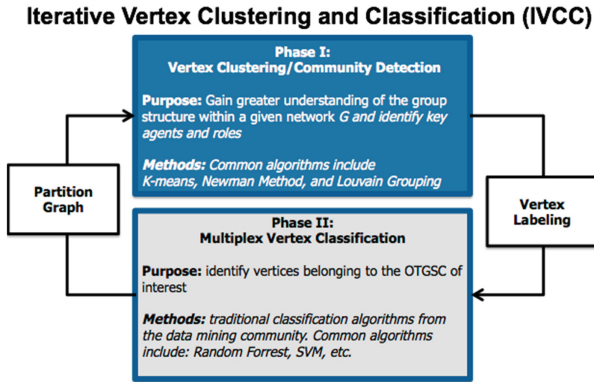 Iterative Vertex Clustering and Classification (IVCC)
Phase I:
Vertex Clustering/Community Detection
Purpose: Gain greater understanding of the group
structure within a given network G and identify key
agents and roles
Methods: Common algorithms include
K-means, Newman Method, and Louvain Grouping
Partition
Graph
Vertex
Labeling
Phase II:
Multiplex Vertex Classification
Purpose: identify vertices belonging to the OTGSC of
interest
Methods: traditional classification algorithms from
the data mining community. Common algorithms
include: Random Forrest, SVM, etc.